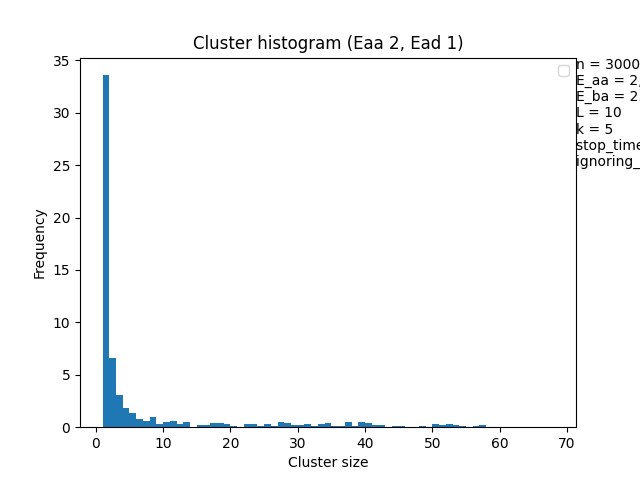 Cluster histogram (Eaa 2, Ead 1)
35
30
25
20
15
10
5
0
Frequency
0 10 20 30 40 50 60 70
Cluster size
n = 3000
E_aa = 2,
E_ba = 2
L = 10
k = 5
stop_time
ignoring_